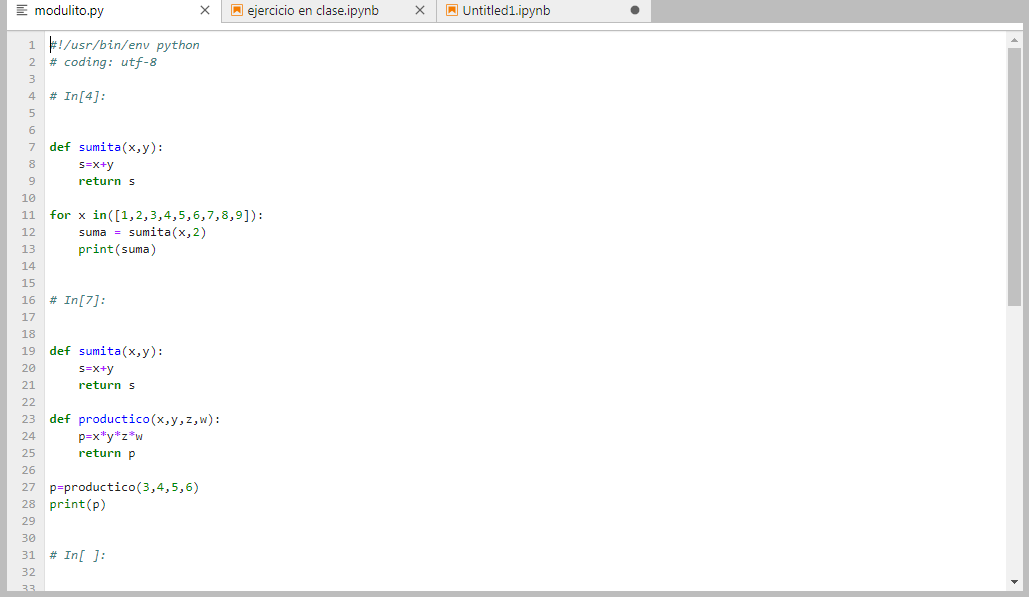 modulito.py ejercicio en clase.ipynb Untitled1.ipynb
1 #!/usr/bin/env python
2 # coding: utf-8
3
4 # In[4]:
5
6
7 def sumita(x,y):
8     s=x+y
9     return s
10
11 for x in([1,2,3,4,5,6,7,8,9]):
12     suma = sumita(x,2)
13     print(suma)
14
15
16 # In[7]:
17
18
19 def sumita(x,y):
20     s=x+y
21     return s
22
23 def productico(x,y,z,w):
24     p=x*y*z*w
25     return p
26
27 p=productico(3,4,5,6)
28 print(p)
29
30
31 # In[ ]:
32
33